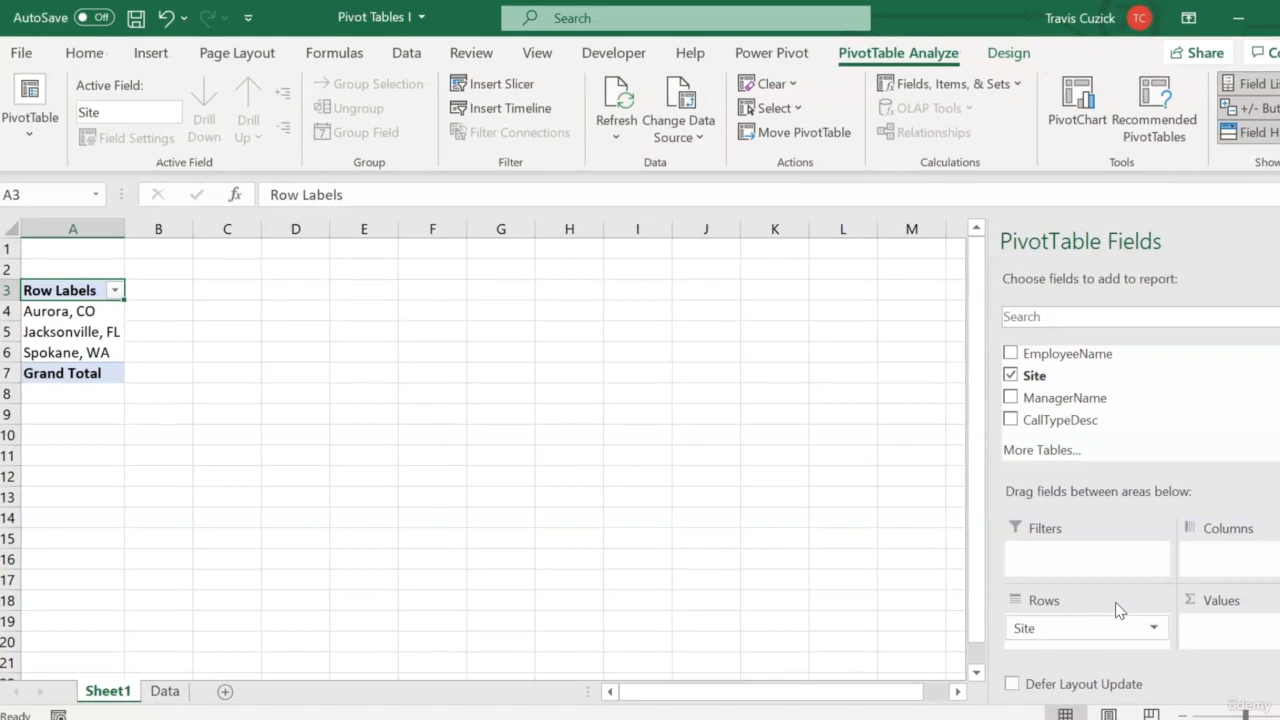 AutoSave Off Pivot Tables I Search Travis Cuzick TC
File Home Insert Page Layout Formulas Data Review View Developer Help Power Pivot PivotTable Analyze Design Share
PivotTable
Active Field:
Site
Field Settings
Drill Down
Drill Up
Active Field
Group Selection
Ungroup
Group Field
Group
Insert Slicer
Insert Timeline
Filter Connections
Filter
Refresh
Change Data Source
Data
Clear
Select
Move PivotTable
Actions
Fields, Items, & Sets
OLAP Tools
Relationships
Calculations
PivotChart
Recommended PivotTables
Tools
Field
+/-
Field
A3 fx Row Labels
A B C D E F G H I J K L M
1
2
3 Row Labels
4 Aurora, CO
5 Jacksonville, FL
6 Spokane, WA
7 Grand Total
8
9
10
11
12
13
14
15
16
17
18
19
20
21
PivotTable Fields
Choose fields to add to report:
Search
EmployeeName
Site
ManagerName
CallTypeDesc
More Tables...
Drag fields between areas below:
Filters
Columns
Rows
Values
Site
Defer Layout Update
Sheet1 Data
Ready
udemy